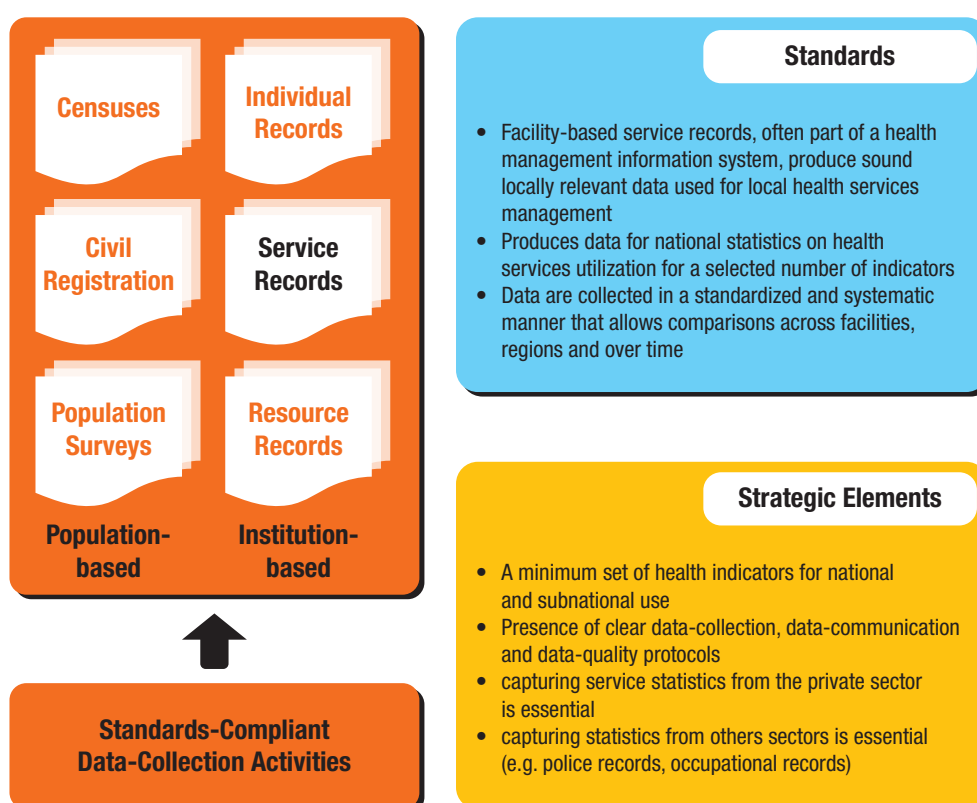 Censuses
Individual
Records
Civil
Registration
Service
Records
Population
Surveys
Resource
Records
Population-
based
Institution-
based
Standards-Compliant
Data-Collection Activities
Standards
• Facility-based service records, often part of a health
management information system, produce sound
locally relevant data used for local health services
management
• Produces data for national statistics on health
services utilization for a selected number of indicators
• Data are collected in a standardized and systematic
manner that allows comparisons across facilities,
regions and over time
Strategic Elements
• A minimum set of health indicators for national
and subnational use
• Presence of clear data-collection, data-communication
and data-quality protocols
• capturing service statistics from the private sector
is essential
• capturing statistics from others sectors is essential
(e.g. police records, occupational records)